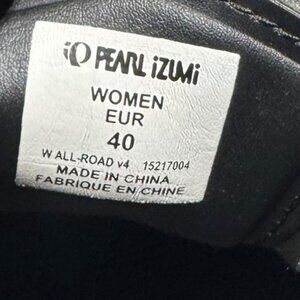 PEARL iZUMi
WOMEN
EUR
40
W ALL-ROAD v4 15217004
MADE IN CHINA
FABRIQUE EN CHINE